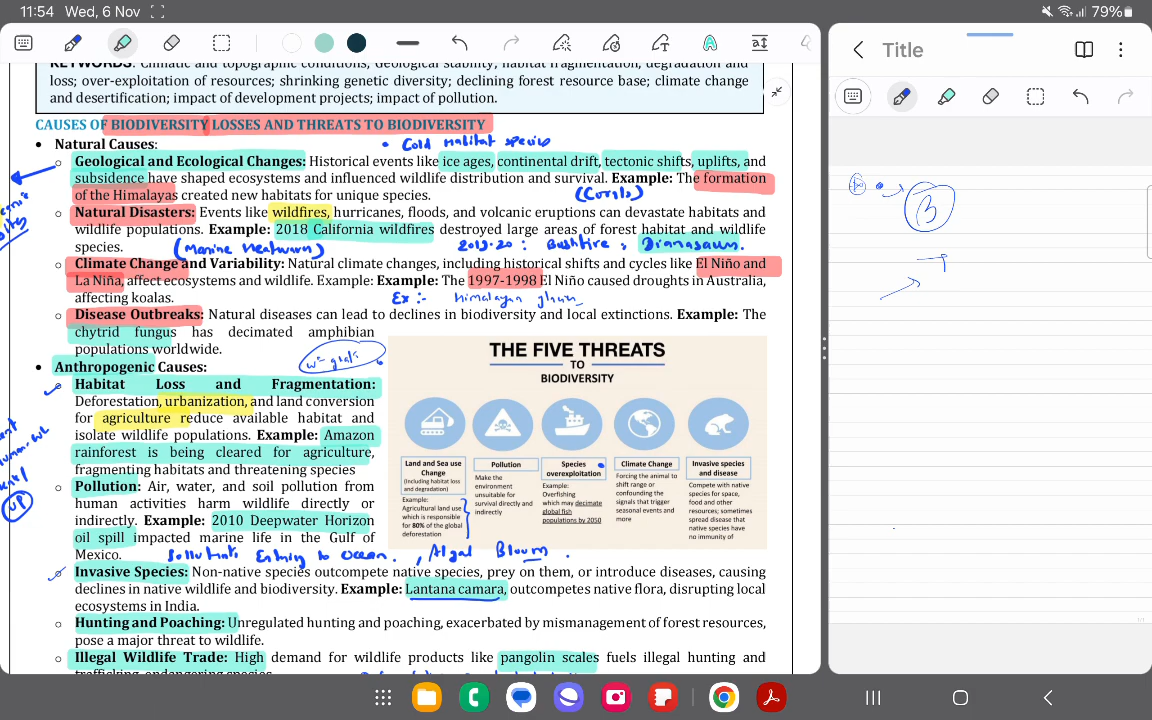 11:54 Wed, 6 Nov
79%
Title
KEYWORDS: Climatic and topographic conditions; Geological stability; habitat fragmentation, degradation and
loss; over-exploitation of resources; shrinking genetic diversity; declining forest resource base; climate change
and desertification; impact of development projects; impact of pollution.
CAUSES OF BIODIVERSITY LOSSES AND THREATS TO BIODIVERSITY
• Natural Causes:
• Cold Habitat species
o Geological and Ecological Changes: Historical events like ice ages, continental drift, tectonic shifts, uplifts, and
subsidence have shaped ecosystems and influenced wildlife distribution and survival. Example: The formation
of the Himalayas created new habitats for unique species.
(Corals)
o Natural Disasters: Events like wildfires, hurricanes, floods, and volcanic eruptions can devastate habitats and
wildlife populations. Example: 2018 California wildfires destroyed large areas of forest habitat and wildlife
species.
(Marine Heatwave)
2019-20: Bushfire,
o Climate Change and Variability: Natural climate changes, including historical shifts and cycles like El Niño and
La Niña, affect ecosystems and wildlife. Example: Example: The 1997-1998 El Niño caused droughts in Australia,
affecting koalas.
Ex :- Himalayan
o Disease Outbreaks: Natural diseases can lead to declines in biodiversity and local extinctions. Example: The
chytrid fungus has decimated amphibian
populations worldwide.
• Anthropogenic Causes:
o Habitat Loss and Fragmentation:
Deforestation, urbanization, and land conversion
for agriculture reduce available habitat and
isolate wildlife populations. Example: Amazon
rainforest is being cleared for agriculture,
fragmenting habitats and threatening species
o Pollution: Air, water, and soil pollution from
human activities harm wildlife directly or
indirectly. Example: 2010 Deepwater Horizon
oil spill impacted marine life in the Gulf of
Mexico.
THE FIVE THREATS
TO
BIODIVERSITY
Land and Sea use
Change
(Including habitat loss
and degradation)
Example:
Agricultural land use
which is responsible
for 80% of the global
deforestation
Pollution
Make the
environment
unsuitable for
survival directly and
indirectly
Species
overexploitation
Example:
Overfishing
which may decimate
global fish
populations by 2050
Climate Change
Forcing the animal to
shift range or
confounding the
signals that trigger
seasonal events and
more
Invasive species
and disease
Compete with native
species for space,
food and other
resources; sometimes
spread disease that
native species have
no immunity of
Pollutants Entering to Ocean. , Algal Bloom.
o Invasive Species: Non-native species outcompete native species, prey on them, or introduce diseases, causing
declines in native wildlife and biodiversity. Example: Lantana camara, outcompetes native flora, disrupting local
ecosystems in India.
o Hunting and Poaching: Unregulated hunting and poaching, exacerbated by mismanagement of forest resources,
pose a major threat to wildlife.
o Illegal Wildlife Trade: High demand for wildlife products like pangolin scales fuels illegal hunting and
trafficking, endangering species.
UP
B